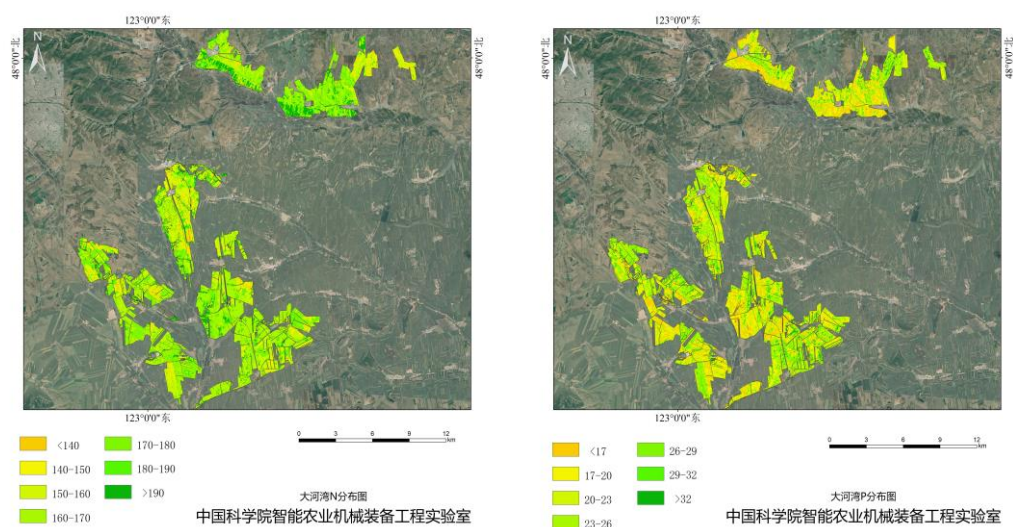 123°0′0″东
N
48°0′0″北
48°0′0″北
123°0′0″东
<140
140-150
150-160
160-170
170-180
180-190
>190
0 3 6 9 12
km
大河湾N分布图
中国科学院智能农业机械装备工程实验室
123°0′0″东
N
48°0′0″北
48°0′0″北
123°0′0″东
<17
17-20
20-23
23-26
26-29
29-32
>32
0 3 6 9 12
km
大河湾P分布图
中国科学院智能农业机械装备工程实验室